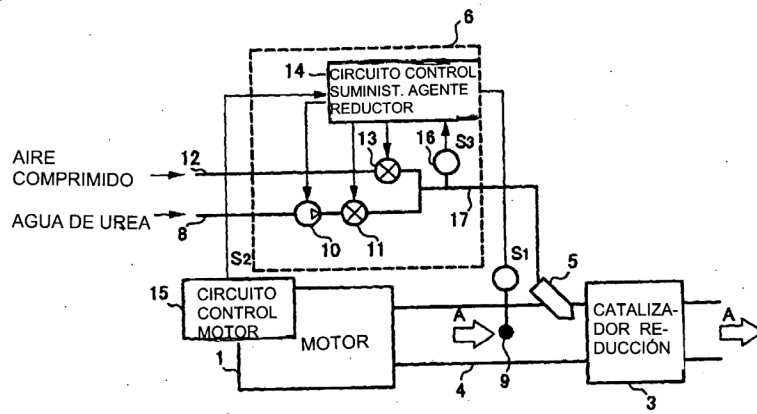 6
14
CIRCUITO CONTROL
SUMINIST. AGENTE
REDUCTOR
13
16
S3
AIRE
COMPRIMIDO
12
AGUA DE UREA
8
10
11
17
S2
S1
5
15
CIRCUITO
CONTROL
MOTOR
MOTOR
1
A
9
4
CATALIZA-
DOR RE-
DUCCIÓN
A
3